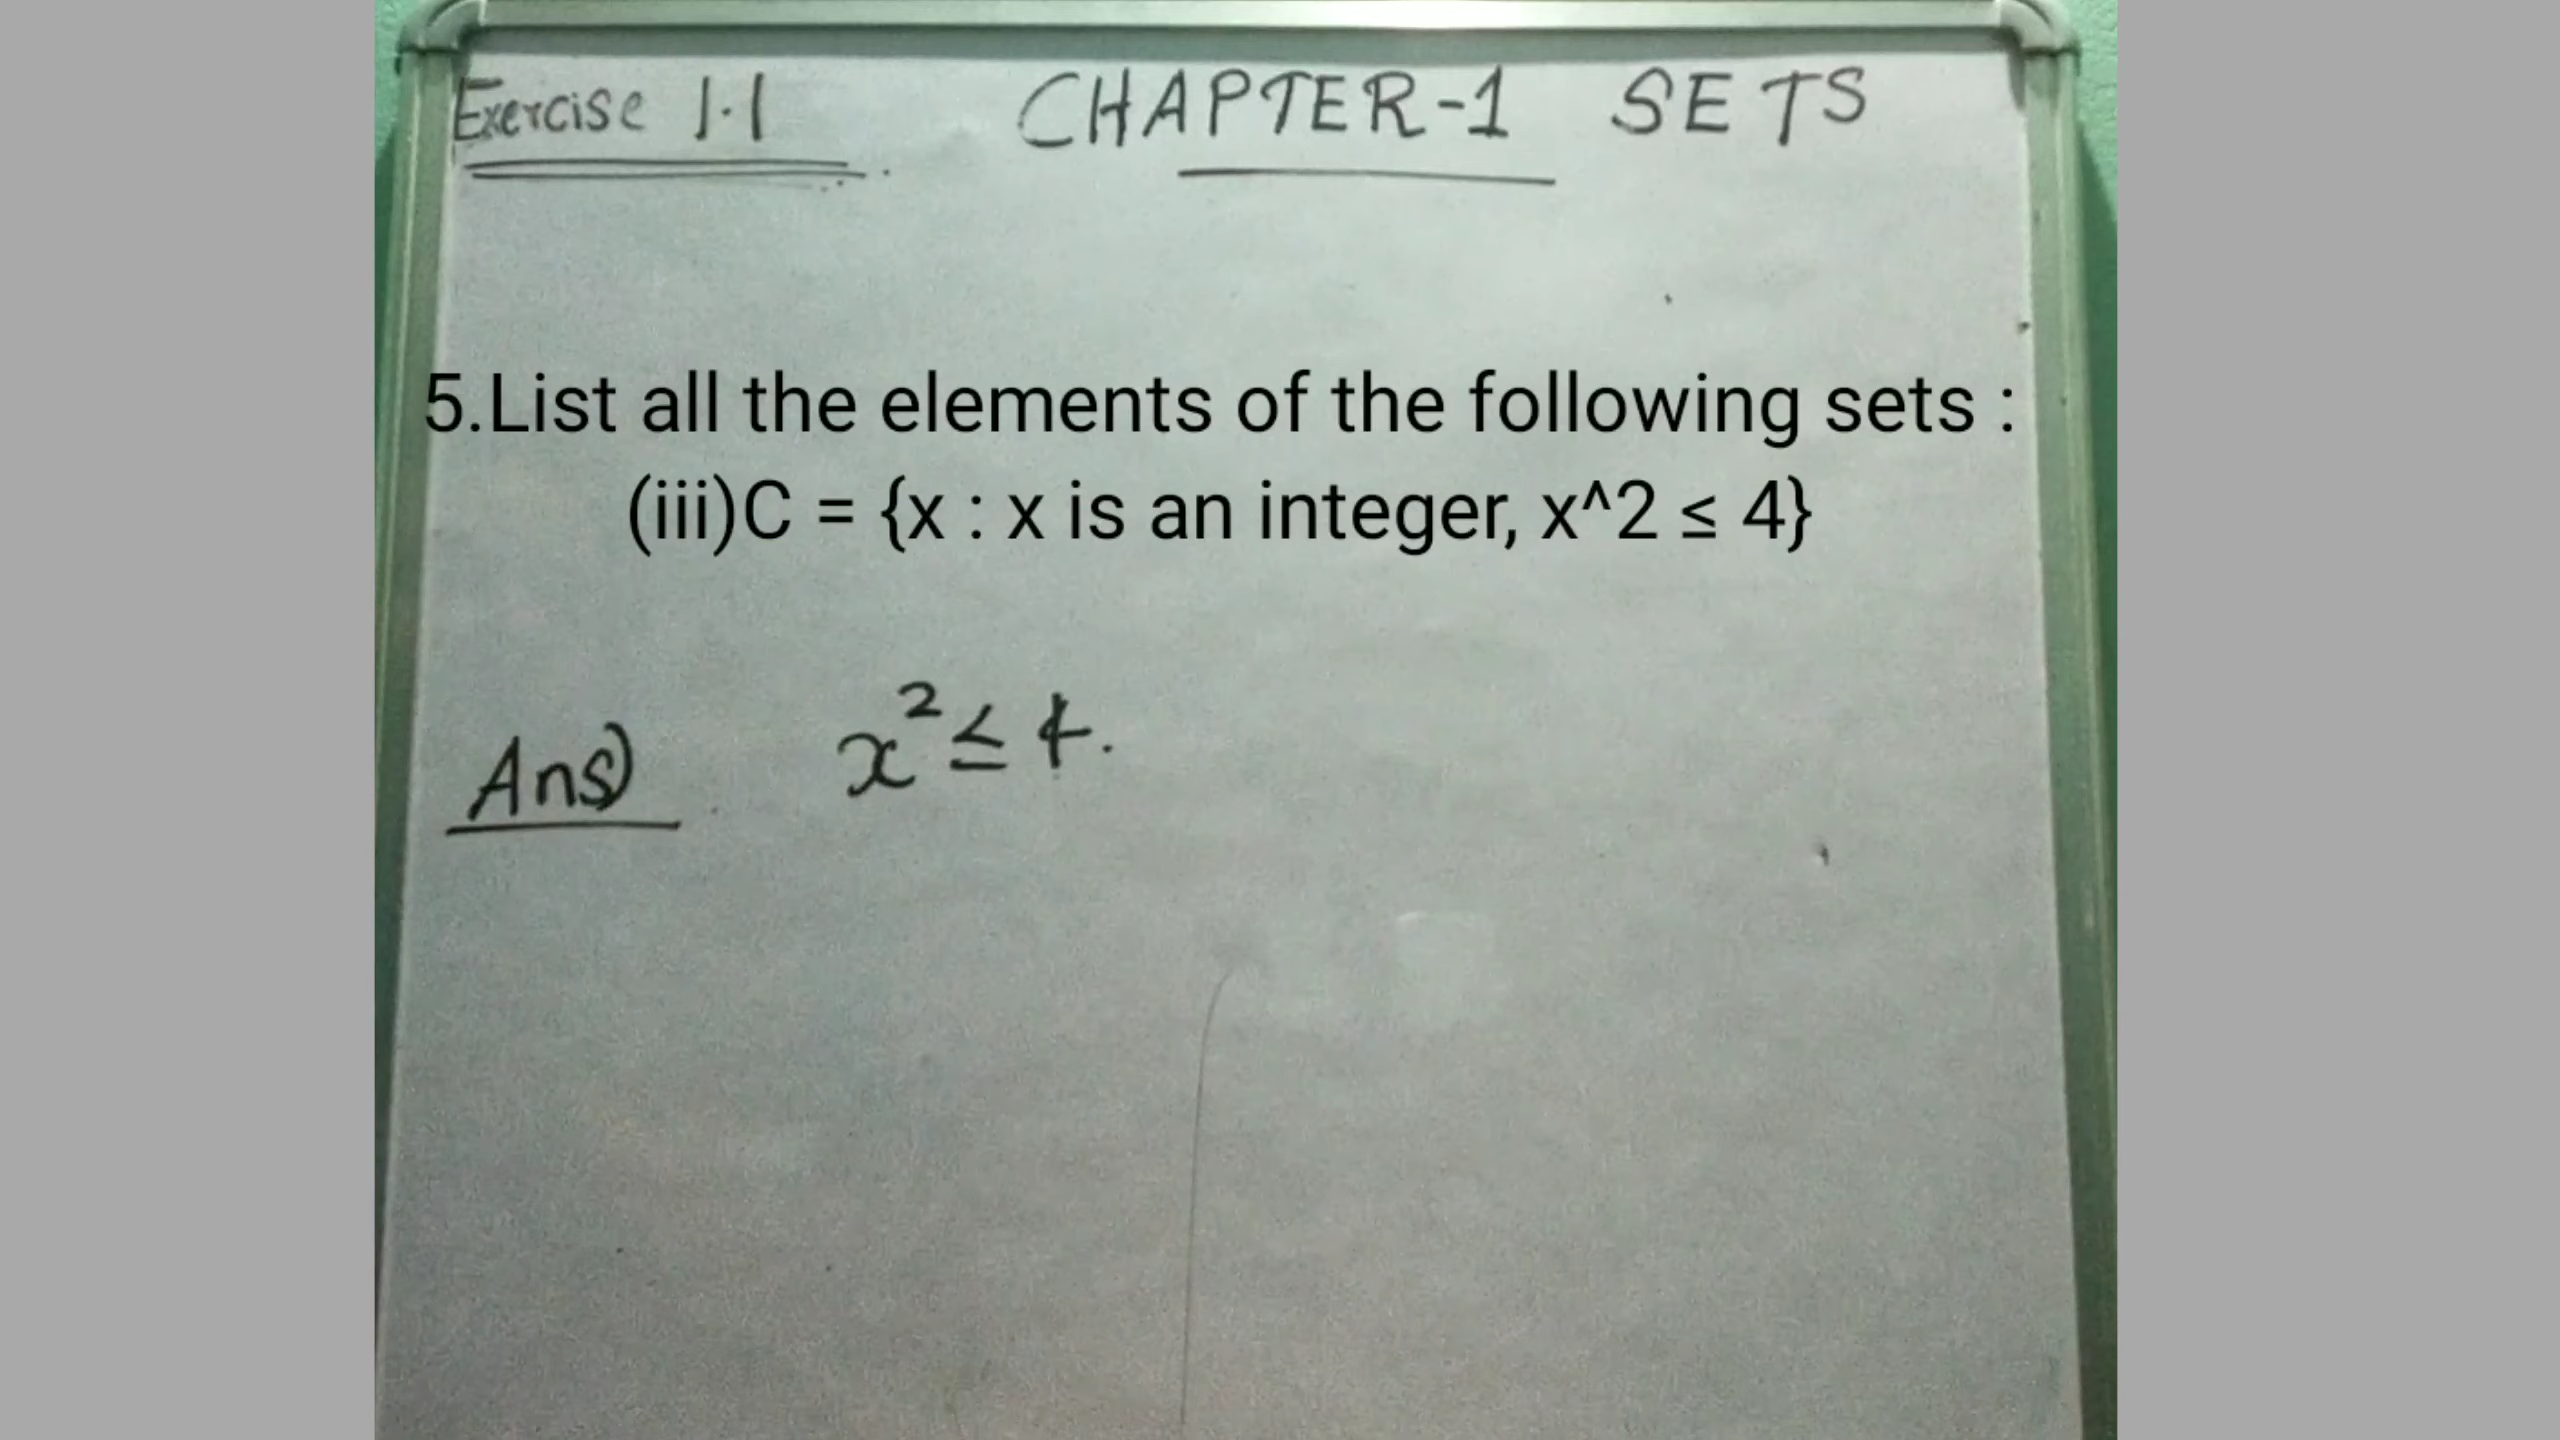 Exercise 1.1 CHAPTER-1 SETS
5.List all the elements of the following sets :
(iii)C = {x : x is an integer, x^2 ≤ 4}
Ans) x² ≤ 4.